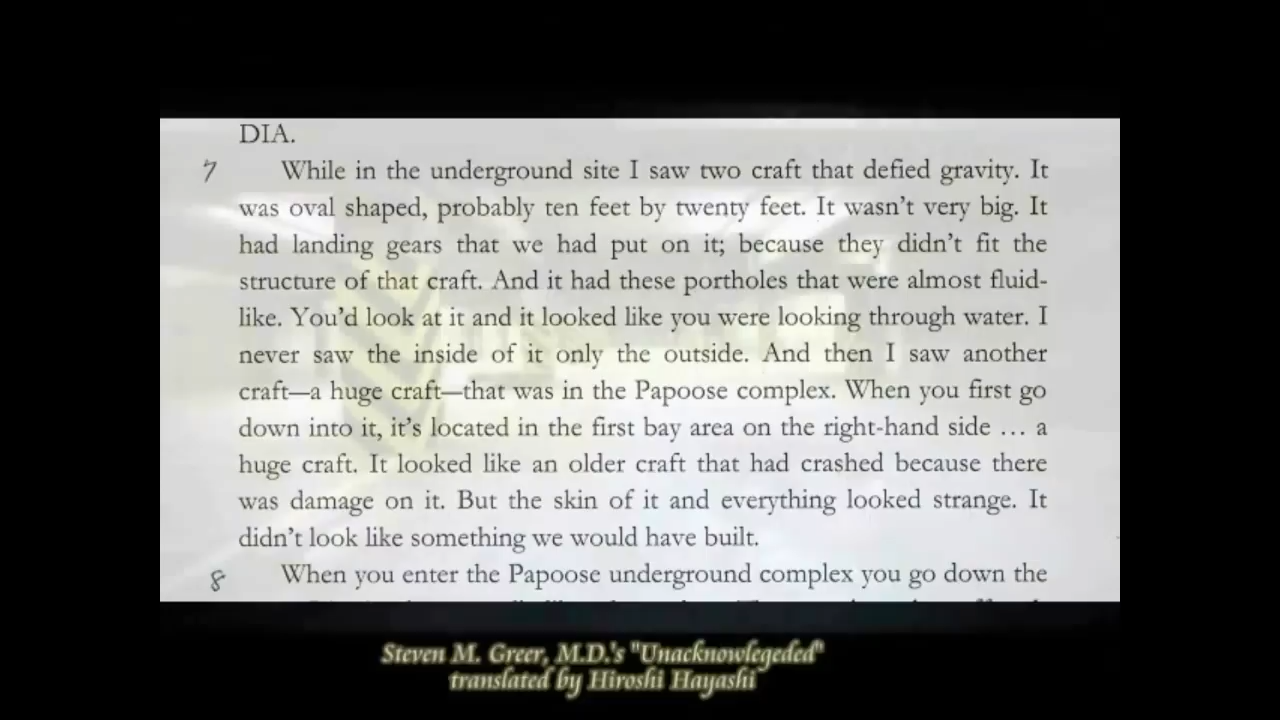 DIA.
7 While in the underground site I saw two craft that defied gravity. It
was oval shaped, probably ten feet by twenty feet. It wasn't very big. It
had landing gears that we had put on it; because they didn't fit the
structure of that craft. And it had these portholes that were almost fluid-
like. You'd look at it and it looked like you were looking through water. I
never saw the inside of it only the outside. And then I saw another
craft—a huge craft—that was in the Papoose complex. When you first go
down into it, it's located in the first bay area on the right-hand side … a
huge craft. It looked like an older craft that had crashed because there
was damage on it. But the skin of it and everything looked strange. It
didn't look like something we would have built.
8 When you enter the Papoose underground complex you go down the
Steven M. Greer, M.D.'s "Unacknowlegeded"
translated by Hiroshi Hayashi